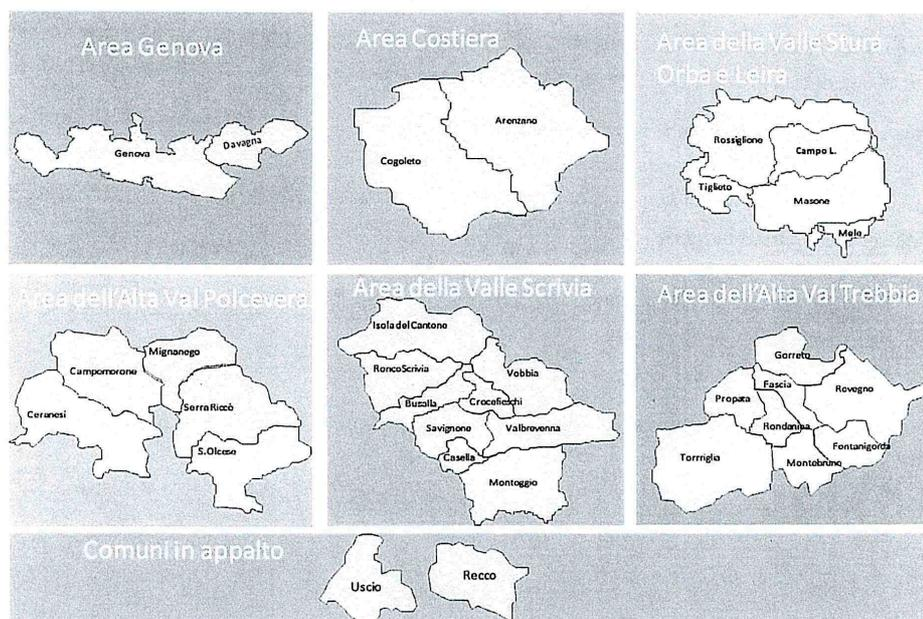 Area Genova
Genova
Davagna
Area Costiera
Arenzano
Cogoleto
Area della Valle Stura
Orba e Leira
Rossiglione
Campo L.
Tiglieto
Masone
Mele
Area dell'Alta Val Polcevera
Mignanego
Campomorone
Ceranesi
Serra Riccò
S.Olcese
Area della Valle Scrivia
Isola del Cantone
Ronco Scrivia
Vobbia
Busalla
Crocefieschi
Savignone
Valbrevenna
Casella
Montoggio
Area dell'Alta Val Trebbia
Gorreto
Fascia
Rovegno
Propata
Rondanina
Fontanigorda
Torrriglia
Montebruno
Comuni in appalto
Uscio
Recco